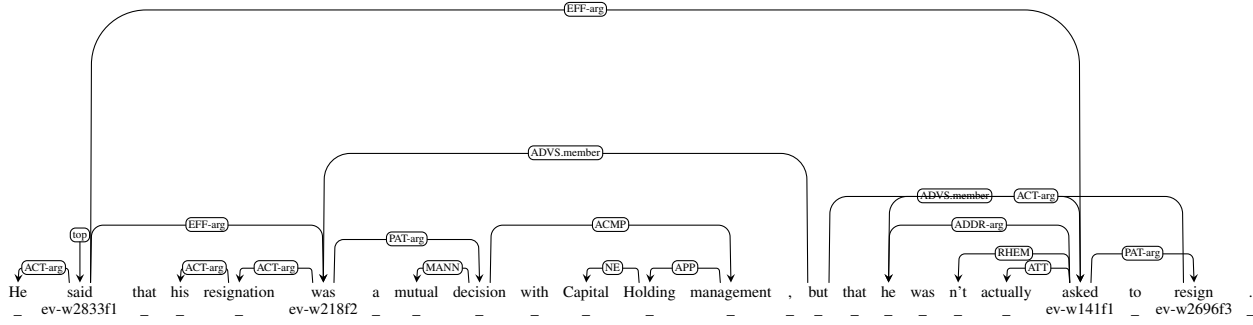 EFF-arg
ADVS.member
ADVS.member ACT-arg
top EFF-arg PAT-arg ACMP ADDR-arg
RHEM PAT-arg
ACT-arg ACT-arg ACT-arg MANN NE APP ATT
He said that his resignation was a mutual decision with Capital Holding management , but that he was n't actually asked to resign .
_ ev-w2833f1 _ _ _ ev-w218f2 _ _ _ _ _ _ _ _ _ _ _ _ _ _ ev-w141f1 _ ev-w2696f3 _